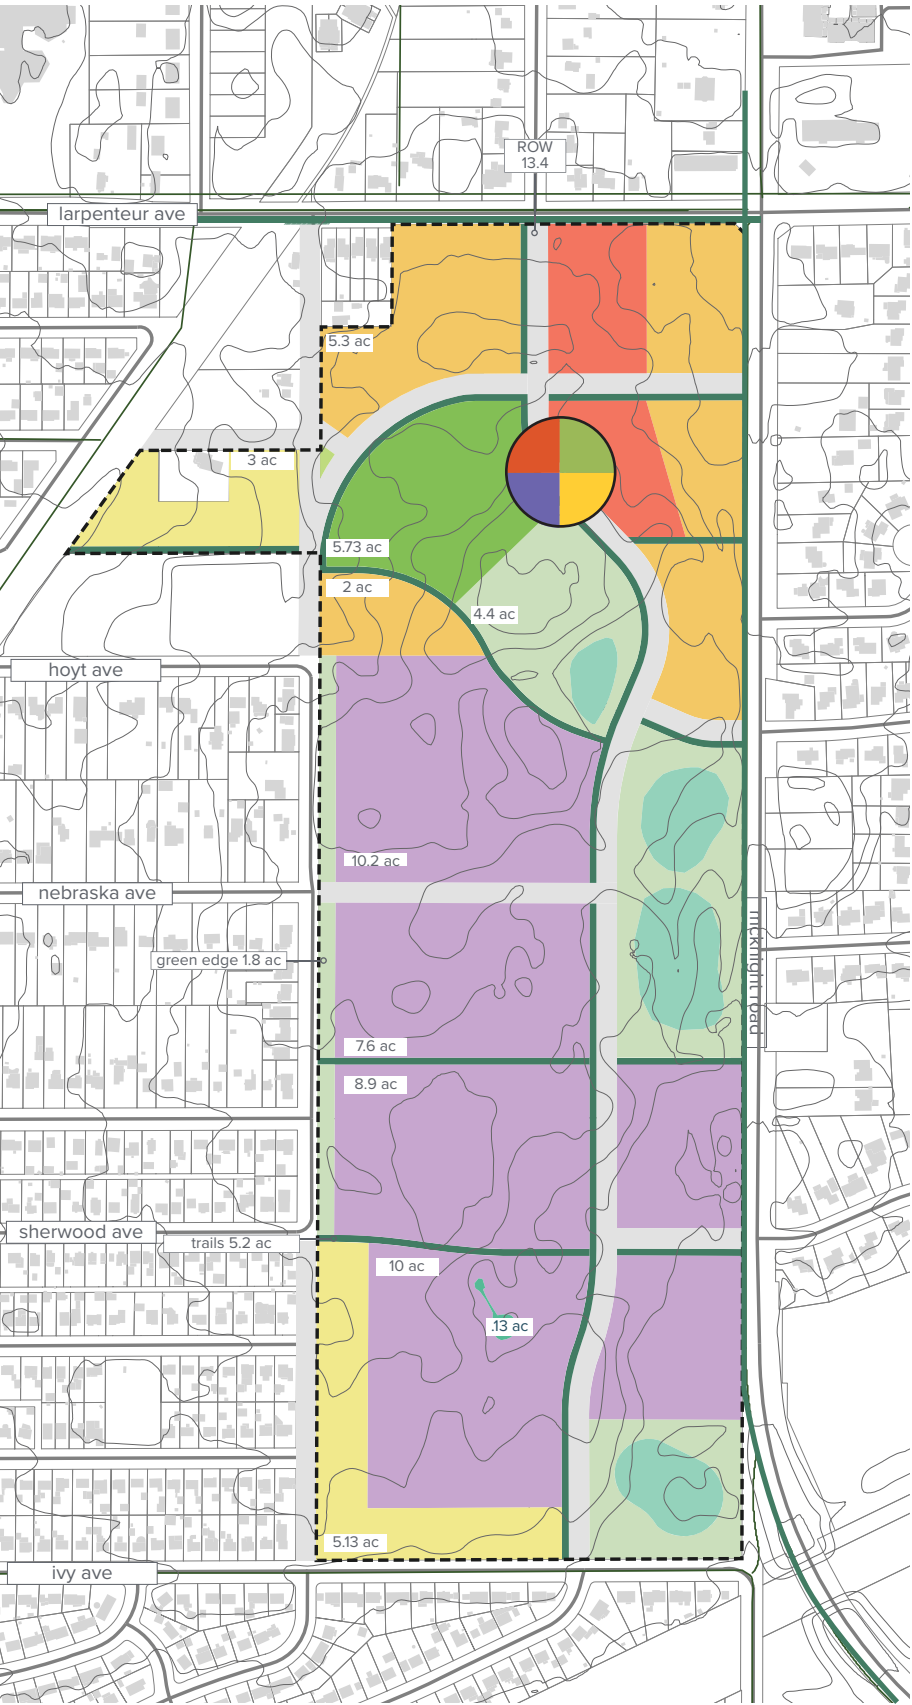 ROW
13.4
larpenteur ave
5.3 ac
3 ac
5.73 ac
2 ac
4.4 ac
hoyt ave
10.2 ac
nebraska ave
mcknight road
green edge 1.8 ac
7.6 ac
8.9 ac
sherwood ave
trails 5.2 ac
10 ac
.13 ac
5.13 ac
ivy ave